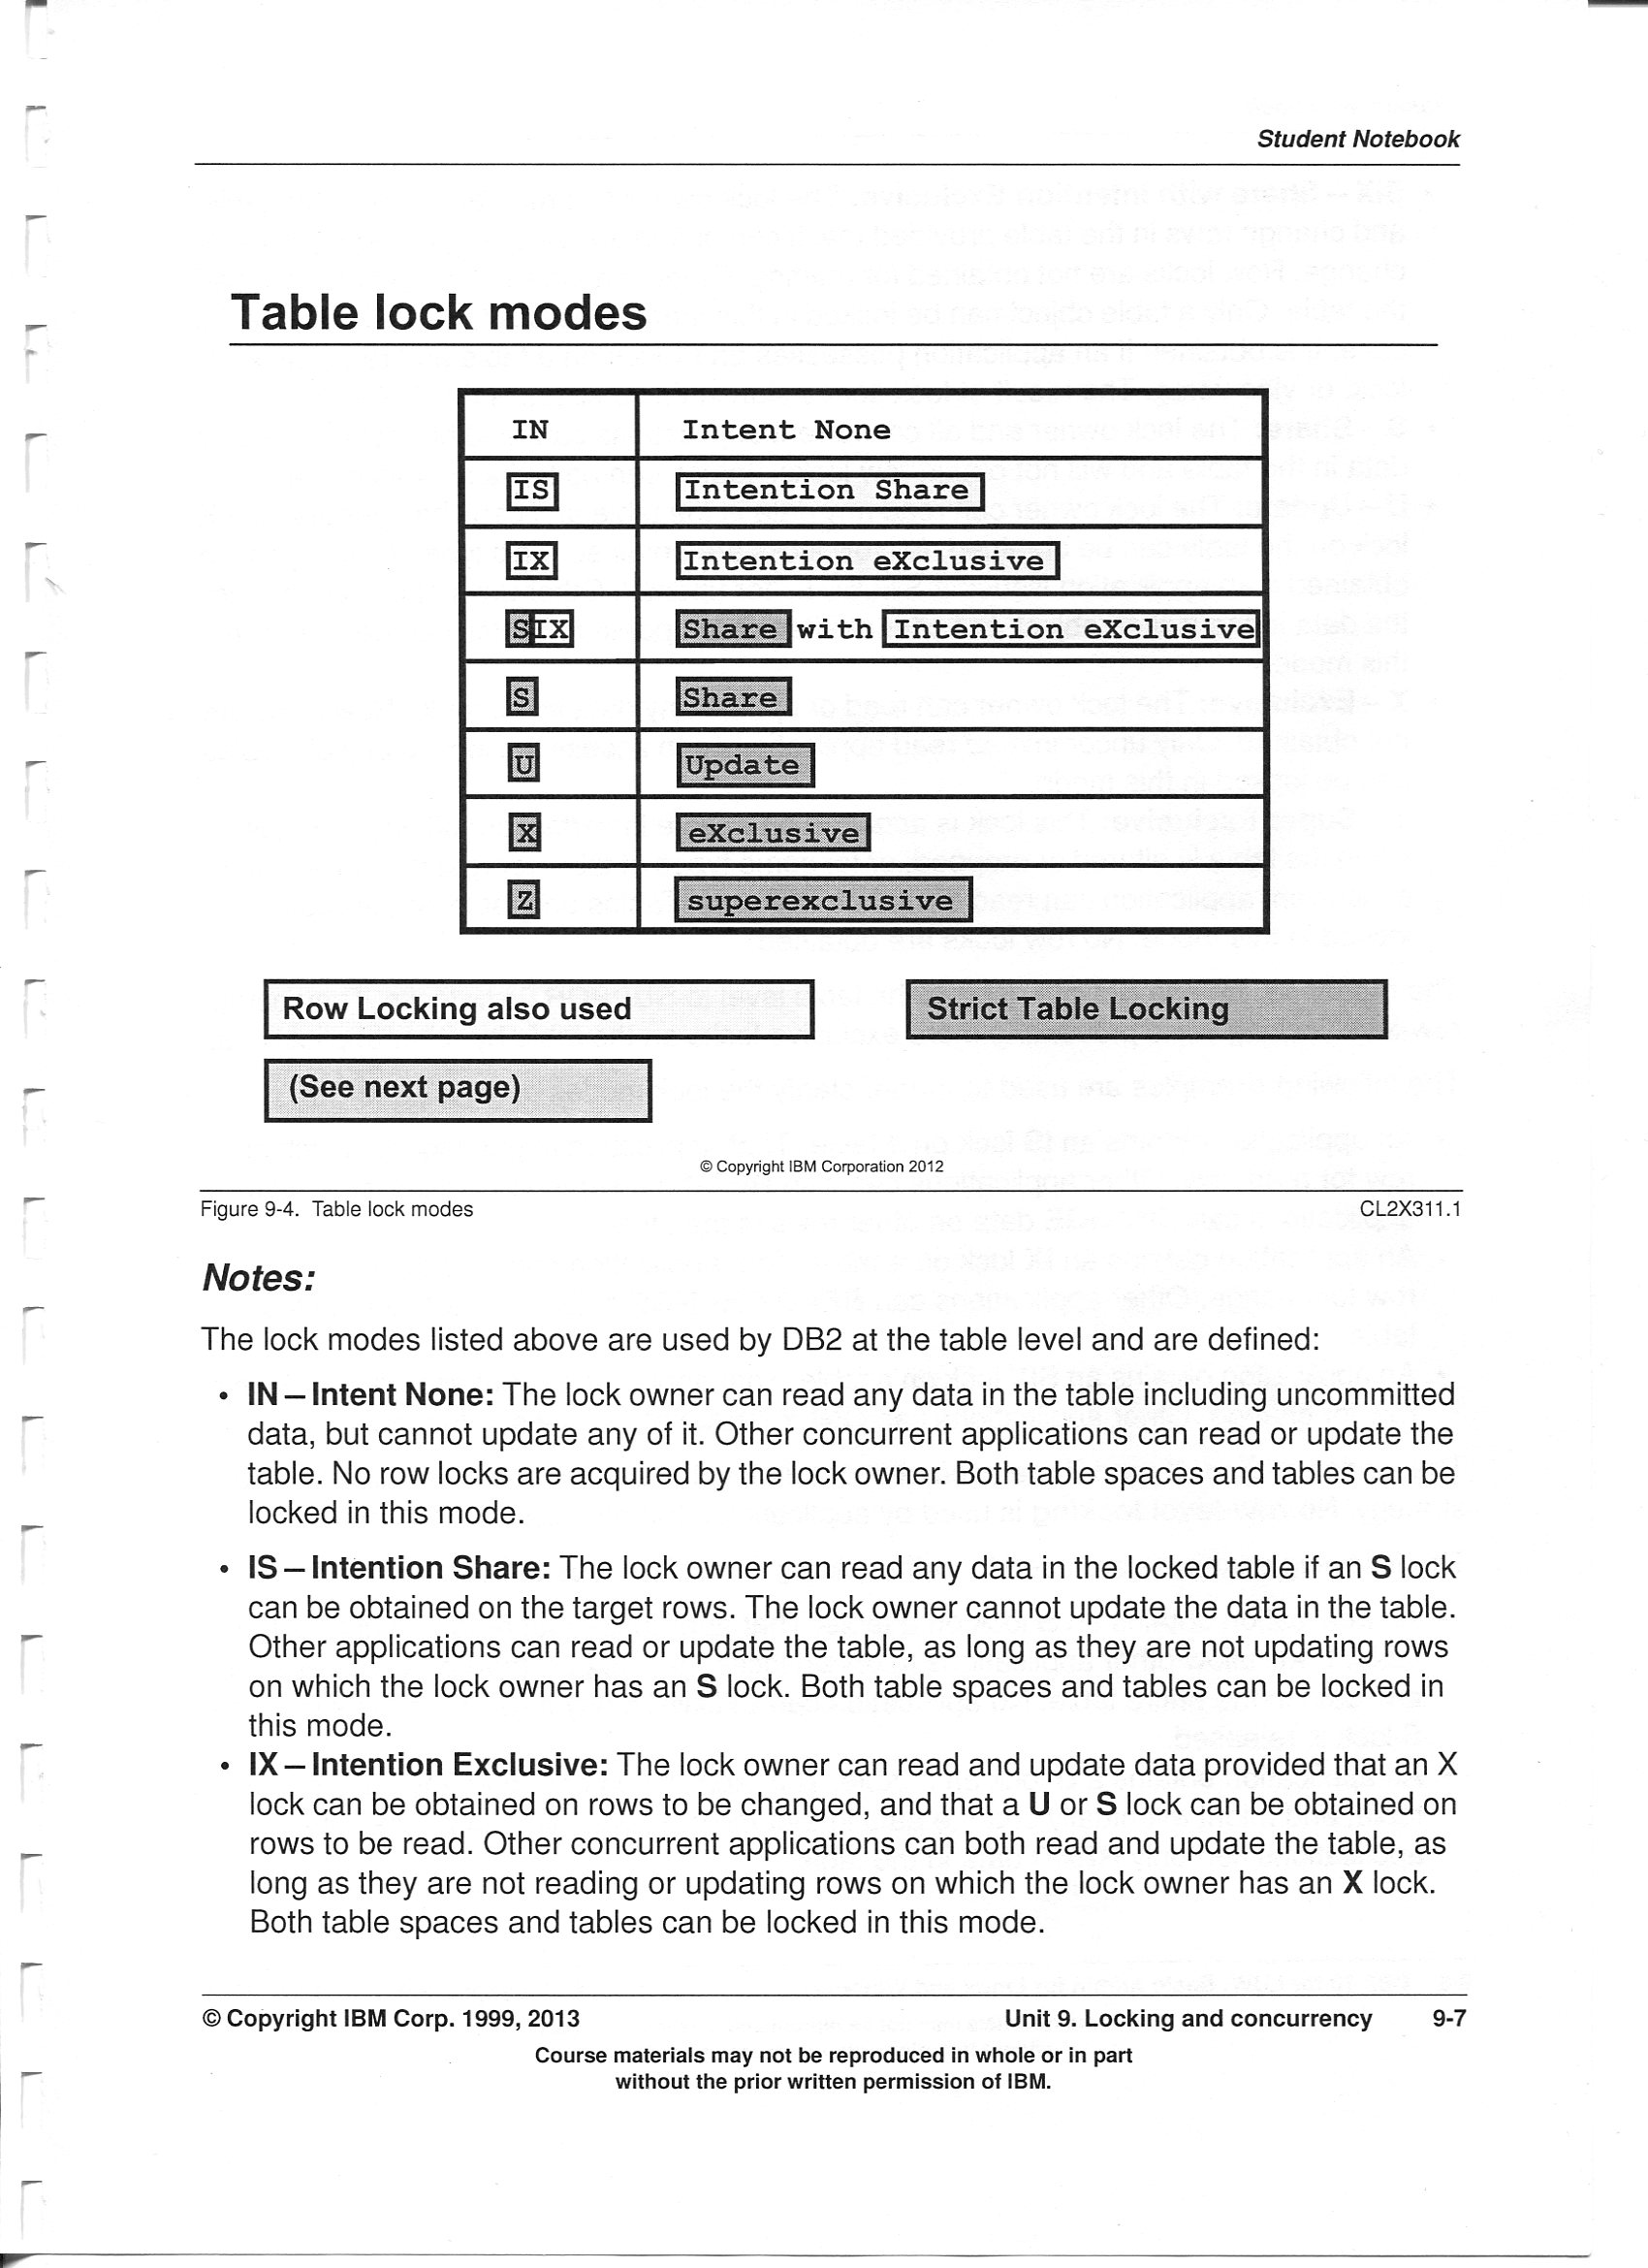 Student Notebook
Table lock modes
IN Intent None
IS Intention Share
IX Intention eXclusive
SIX Share with Intention eXclusive
S Share
U Update
X eXclusive
Z superexclusive
Row Locking also used Strict Table Locking
(See next page)
© Copyright IBM Corporation 2012
Figure 9-4. Table lock modes CL2X311.1
Notes:
The lock modes listed above are used by DB2 at the table level and are defined:
• IN – Intent None: The lock owner can read any data in the table including uncommitted
data, but cannot update any of it. Other concurrent applications can read or update the
table. No row locks are acquired by the lock owner. Both table spaces and tables can be
locked in this mode.
• IS – Intention Share: The lock owner can read any data in the locked table if an S lock
can be obtained on the target rows. The lock owner cannot update the data in the table.
Other applications can read or update the table, as long as they are not updating rows
on which the lock owner has an S lock. Both table spaces and tables can be locked in
this mode.
• IX – Intention Exclusive: The lock owner can read and update data provided that an X
lock can be obtained on rows to be changed, and that a U or S lock can be obtained on
rows to be read. Other concurrent applications can both read and update the table, as
long as they are not reading or updating rows on which the lock owner has an X lock.
Both table spaces and tables can be locked in this mode.
© Copyright IBM Corp. 1999, 2013 Unit 9. Locking and concurrency 9-7
Course materials may not be reproduced in whole or in part
without the prior written permission of IBM.